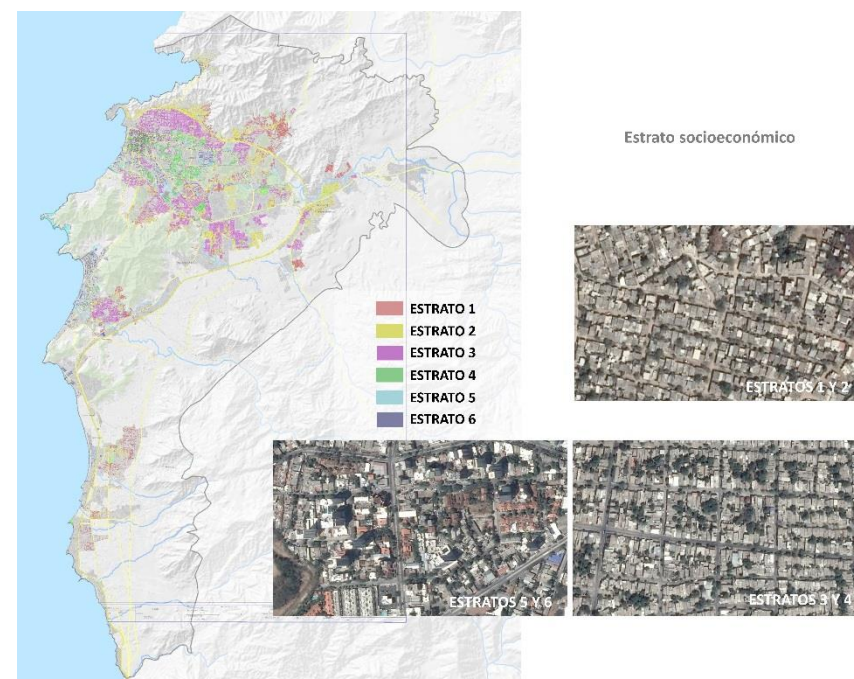 Estrato socioeconómico
ESTRATO 1
ESTRATO 2
ESTRATO 3
ESTRATO 4
ESTRATO 5
ESTRATO 6
ESTRATOS 1 Y 2
ESTRATOS 5 Y 6
ESTRATOS 3 Y 4